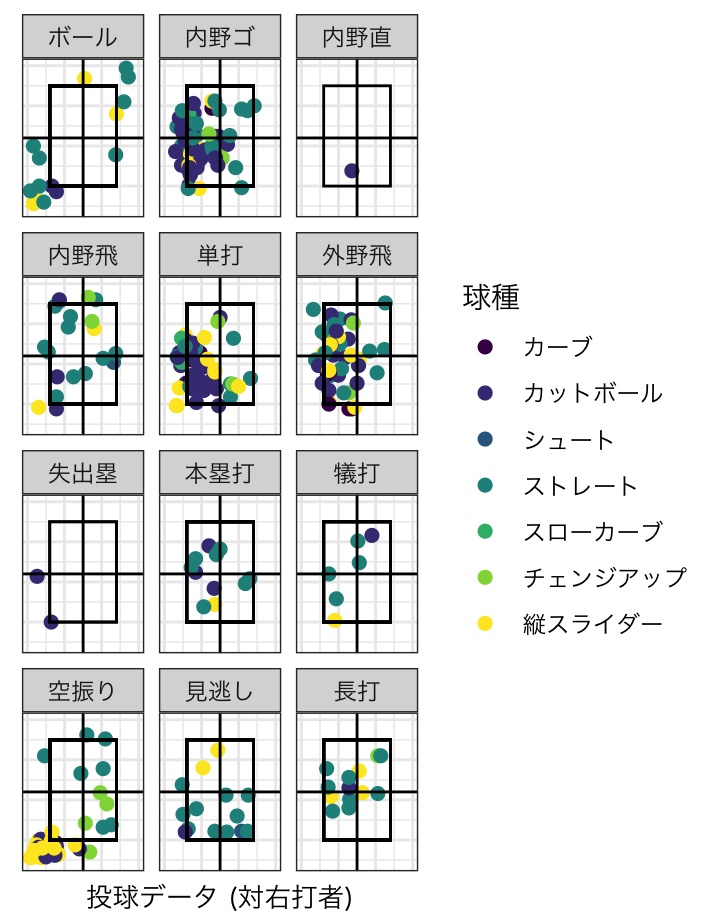 ボール
内野ゴ
内野直
内野飛
単打
外野飛
失出塁
本塁打
犠打
空振り
見逃し
長打
球種
カーブ
カットボール
シュート
ストレート
スローカーブ
チェンジアップ
縦スライダー
投球データ (対右打者)